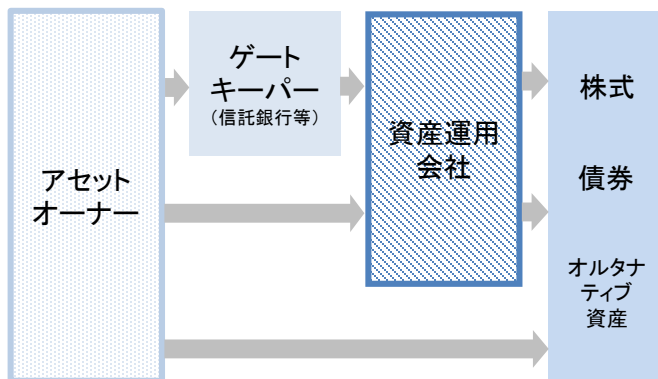 アセット
オーナー
ゲート
キーパー
（信託銀行等）
資産運用
会社
株式
債券
オルタナ
ティブ
資産